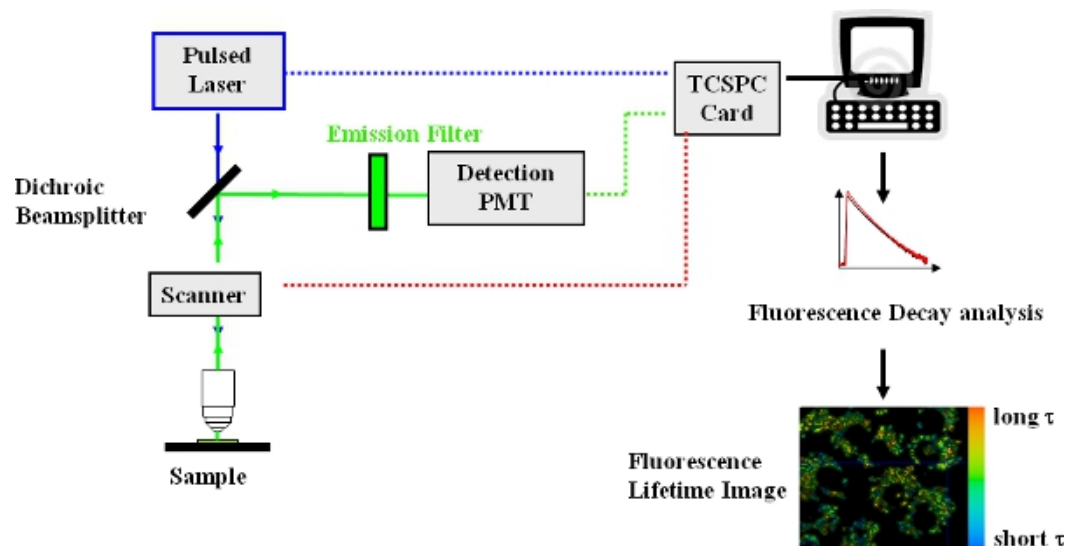 Pulsed
Laser
TCSPC
Card
Emission Filter
Detection
PMT
Dichroic
Beamsplitter
Scanner
Fluorescence Decay analysis
Sample
Fluorescence
Lifetime Image
long τ
short τ